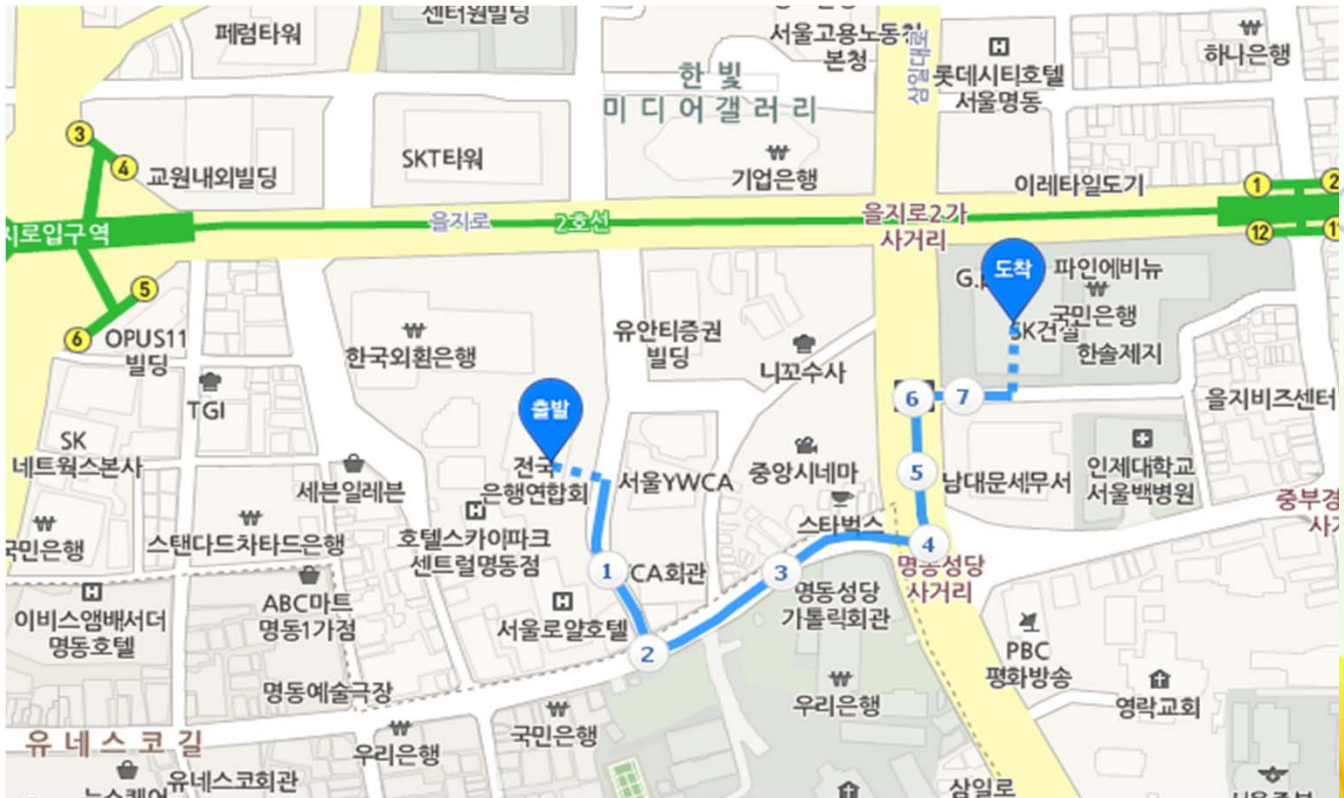 센터원빌딩
페럼타워
서울고용노동청
본청
삼일대로
롯데시티호텔
서울명동
하나은행
한빛
미디어갤러리
3
4
교원내외빌딩
SKT타워
기업은행
이레타일도기
1
2
지로입구역
을지로
2호선
을지로2가
사거리
12
5
6
OPUS11
빌딩
한국외환은행
유안티증권
빌딩
니꼬수사
도착
파인에비뉴
국민은행
SK건설
한솔제지
TGI
출발
6
7
을지비즈센터
SK
네트웍스본사
세븐일레븐
전국
은행연합회
서울YWCA
중앙시네마
5
남대문세무서
인제대학교
서울백병원
국민은행
스탠다드차타드은행
호텔스카이파크
센트럴명동점
스타벅스
4
명동성당
사거리
1
CA회관
3
명동성당
가톨릭회관
이비스앰배서더
명동호텔
ABC마트
명동1가점
서울로얄호텔
2
PBC
평화방송
명동예술극장
우리은행
영락교회
유네스코길
우리은행
국민은행
유네스코회관
삼일로